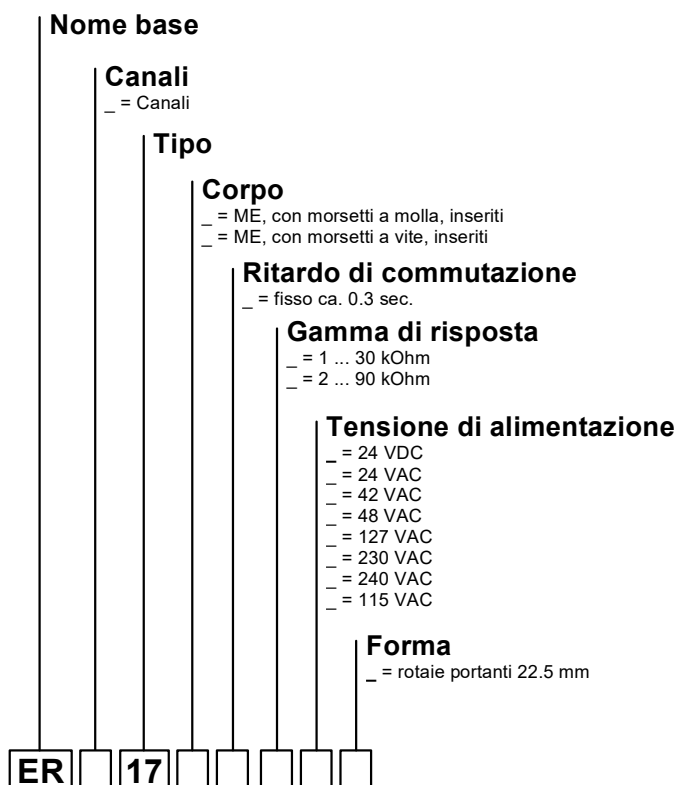 Nome base
Canali
_ = Canali
Tipo
Corpo
_ = ME, con morsetti a molla, inseriti
_ = ME, con morsetti a vite, inseriti
Ritardo di commutazione
_ = fisso ca. 0.3 sec.
Gamma di risposta
_ = 1 ... 30 kOhm
_ = 2 ... 90 kOhm
Tensione di alimentazione
_ = 24 VDC
_ = 24 VAC
_ = 42 VAC
_ = 48 VAC
_ = 127 VAC
_ = 230 VAC
_ = 240 VAC
_ = 115 VAC
Forma
_ = rotaie portanti 22.5 mm
ER 17